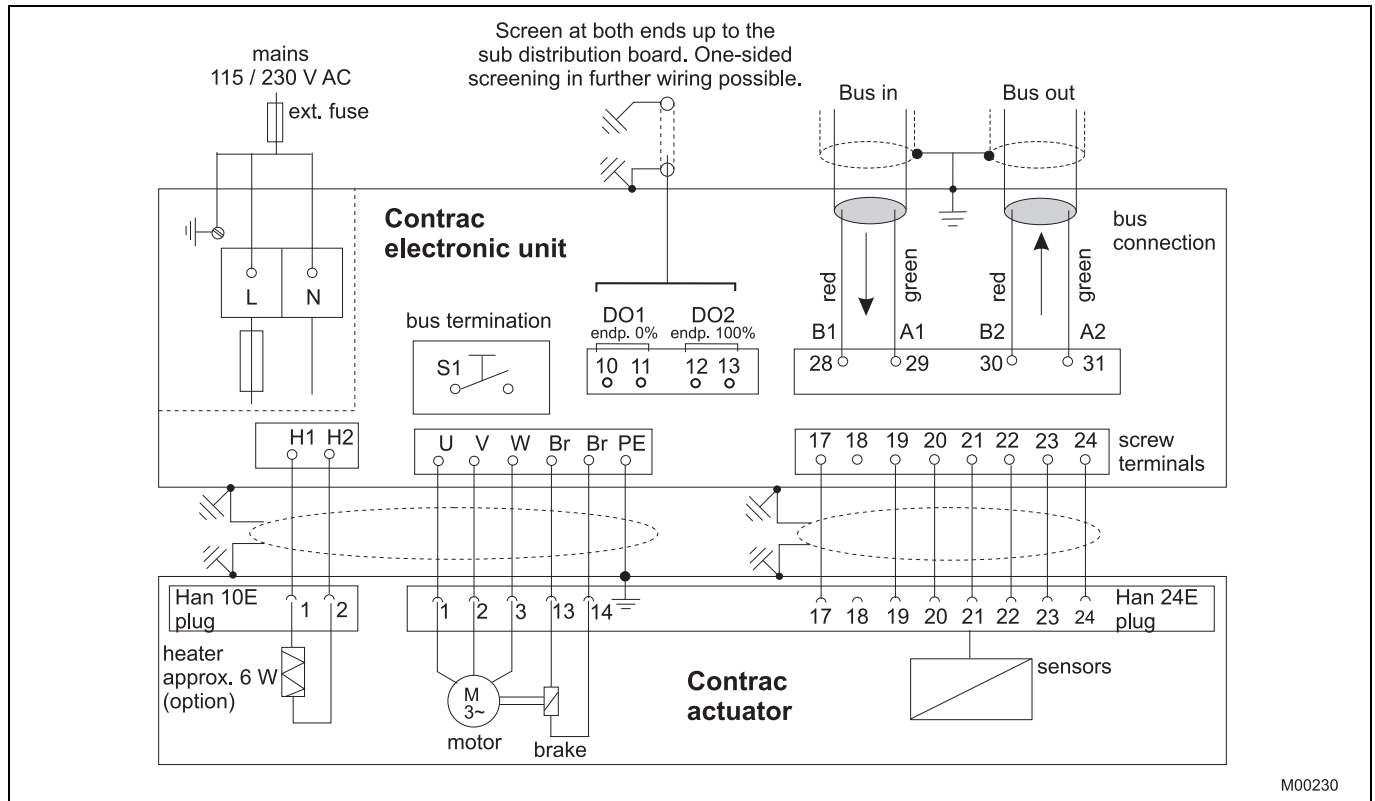 Screen at both ends up to the
sub distribution board. One-sided
screening in further wiring possible.
mains
115 / 230 V AC
ext. fuse
Bus in
Bus out
Contrac
electronic unit
bus
connection
L N
red
green
red
green
bus termination
S1
DO1
endp. 0%
DO2
endp. 100%
10 11 12 13
B1 A1 B2 A2
28 29 30 31
H1 H2
U V W Br Br PE
17 18 19 20 21 22 23 24
screw
terminals
Han 10E
plug
1 2
1 2 3 13 14
17 18 19 20 21 22 23 24
Han 24E
plug
heater
approx. 6 W
(option)
M
3~
motor
brake
Contrac
actuator
sensors
M00230